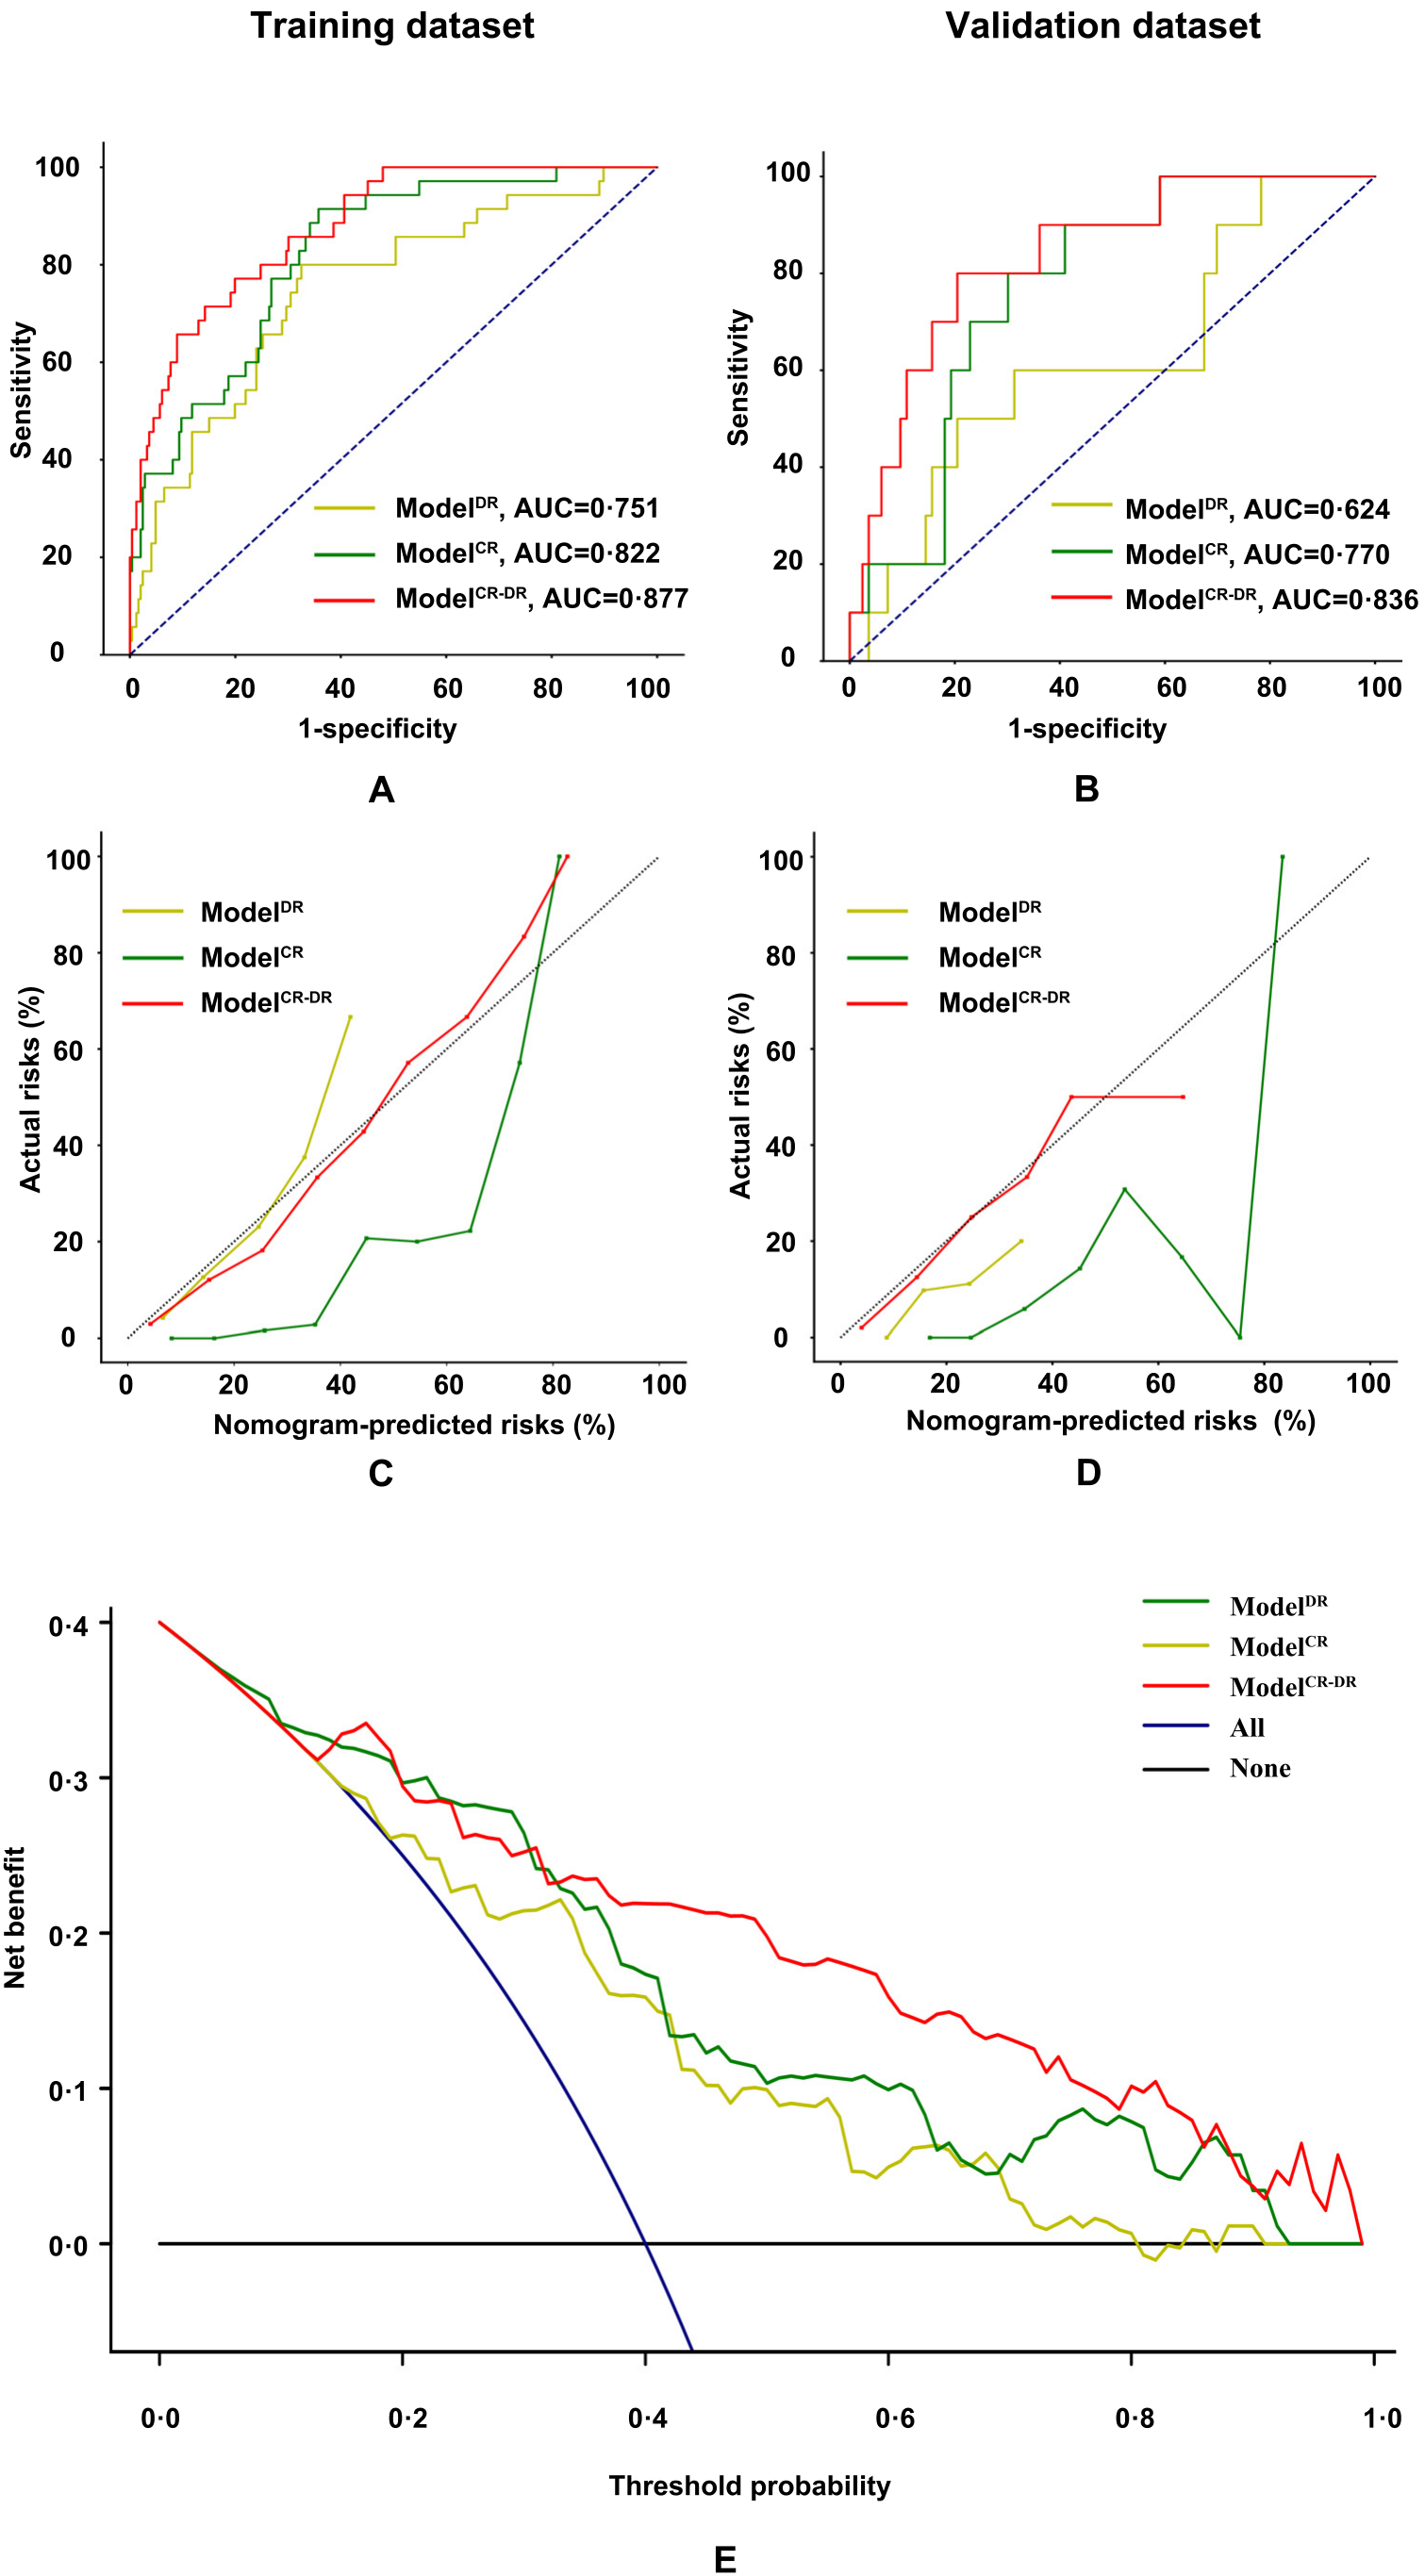 Training dataset
Validation dataset
100
80
60
40
20
0
Sensitivity
Model^DR, AUC=0·751
Model^CR, AUC=0·822
Model^CR-DR, AUC=0·877
0 20 40 60 80 100
1-specificity
A
100
80
60
40
20
0
Sensitivity
Model^DR, AUC=0·624
Model^CR, AUC=0·770
Model^CR-DR, AUC=0·836
0 20 40 60 80 100
1-specificity
B
100
80
60
40
20
0
Actual risks (%)
Model^DR
Model^CR
Model^CR-DR
0 20 40 60 80 100
Nomogram-predicted risks (%)
C
100
80
60
40
20
0
Actual risks (%)
Model^DR
Model^CR
Model^CR-DR
0 20 40 60 80 100
Nomogram-predicted risks (%)
D
0·4
0·3
0·2
0·1
0·0
Net benefit
Model^DR
Model^CR
Model^CR-DR
All
None
0·0 0·2 0·4 0·6 0·8 1·0
Threshold probability
E